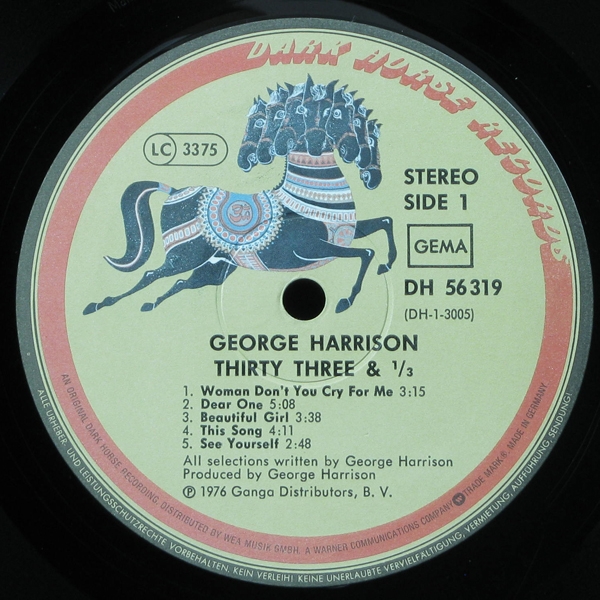 DARK HORSE RECORDS
LC 3375
STEREO
SIDE 1
GEMA
DH 56319
(DH-1-3005)
GEORGE HARRISON
THIRTY THREE & 1/3
1. Woman Don't You Cry For Me 3:15
2. Dear One 5:08
3. Beautiful Girl 3:38
4. This Song 4:11
5. See Yourself 2:48
All selections written by George Harrison
Produced by George Harrison
℗ 1976 Ganga Distributors, B. V.
AN ORIGINAL DARK HORSE RECORDING. DISTRIBUTED BY WEA MUSIK GMBH. A WARNER COMMUNICATIONS COMPANY TRADE MARK® MADE IN GERMANY
ALLE URHEBER- UND LEISTUNGSSCHUTZRECHTE VORBEHALTEN. KEIN VERLEIH! KEINE UNERLAUBTE VERVIELFÄLTIGUNG, VERMIETUNG, AUFFÜHRUNG, SENDUNG!